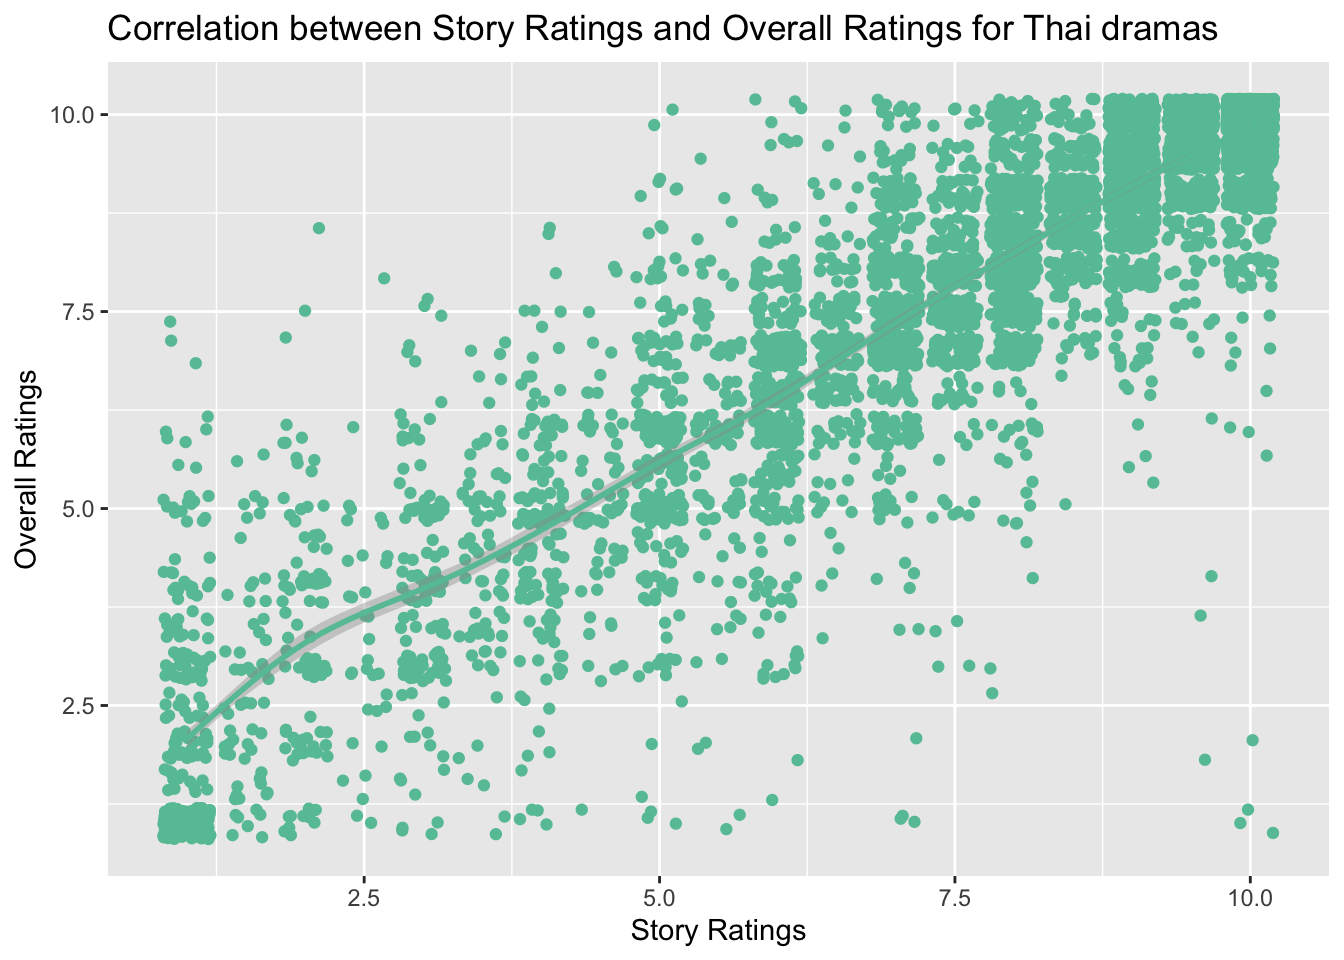 Correlation between Story Ratings and Overall Ratings for Thai dramas
Overall Ratings
10.0
7.5
5.0
2.5
2.5 5.0 7.5 10.0
Story Ratings